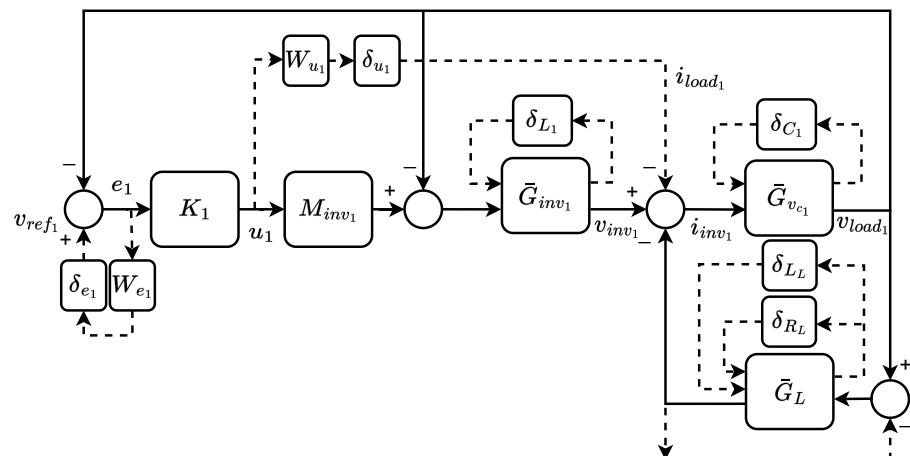 W_{u_1}
δ_{u_1}
i_{load_1}
δ_{L_1}
δ_{C_1}
−
−
−
e_1
K_1
M_{inv_1}
+
Ḡ_{inv_1}
+
Ḡ_{v_{c_1}}
v_{ref_1}
+
u_1
v_{inv_1}
−
i_{inv_1}
v_{load_1}
δ_{e_1}
W_{e_1}
δ_{L_L}
δ_{R_L}
+
Ḡ_L
−